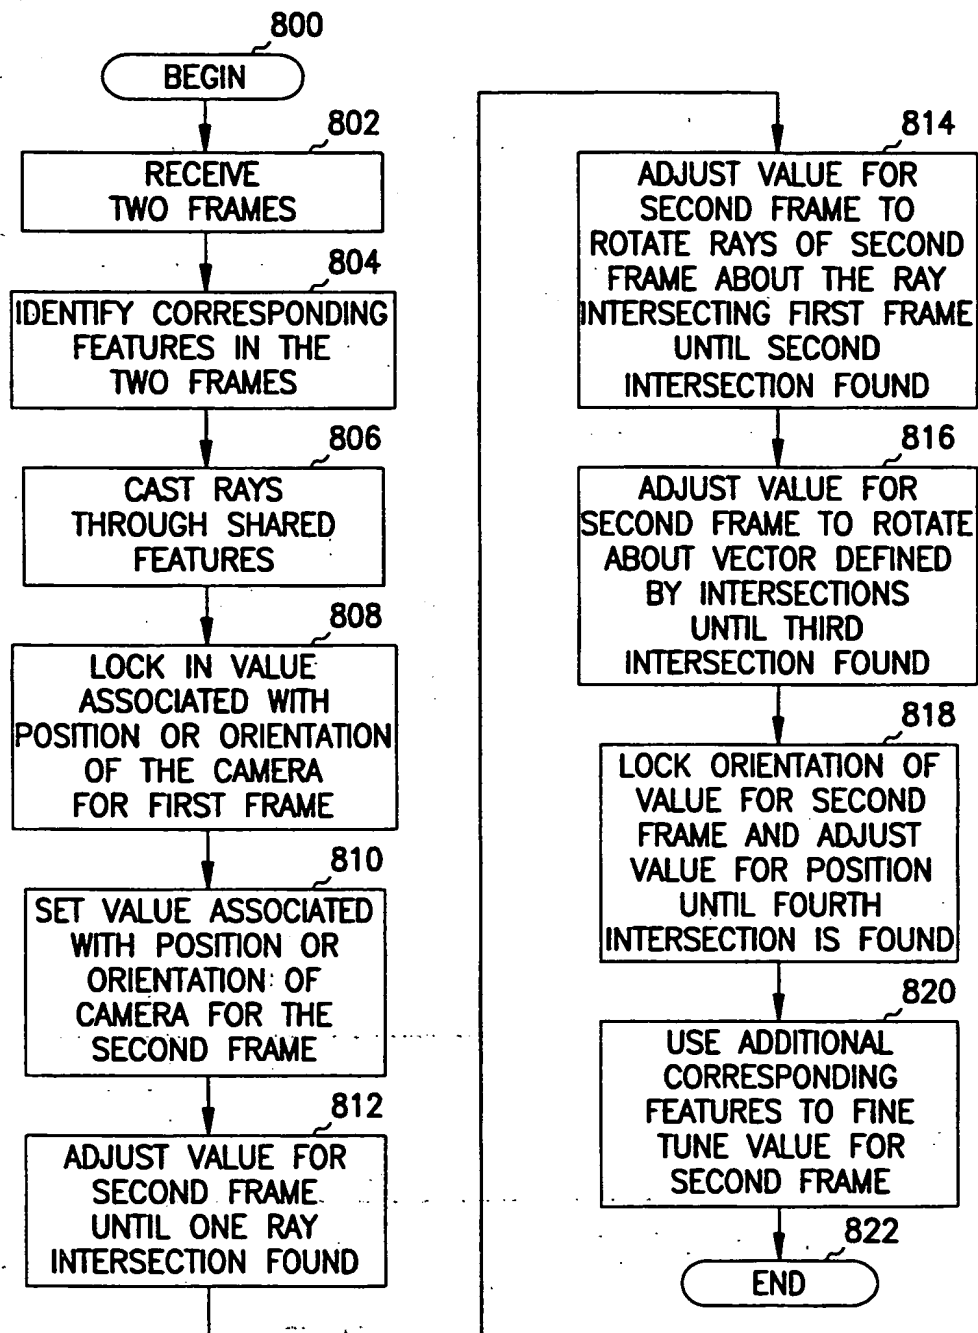 800
BEGIN
802
RECEIVE
TWO FRAMES
804
IDENTIFY CORRESPONDING
FEATURES IN THE
TWO FRAMES
806
CAST RAYS
THROUGH SHARED
FEATURES
808
LOCK IN VALUE
ASSOCIATED WITH
POSITION OR ORIENTATION
OF THE CAMERA
FOR FIRST FRAME
810
SET VALUE ASSOCIATED
WITH POSITION OR
ORIENTATION OF
CAMERA FOR THE
SECOND FRAME
812
ADJUST VALUE FOR
SECOND FRAME
UNTIL ONE RAY
INTERSECTION FOUND
814
ADJUST VALUE FOR
SECOND FRAME TO
ROTATE RAYS OF SECOND
FRAME ABOUT THE RAY
INTERSECTING FIRST FRAME
UNTIL SECOND
INTERSECTION FOUND
816
ADJUST VALUE FOR
SECOND FRAME TO ROTATE
ABOUT VECTOR DEFINED
BY INTERSECTIONS
UNTIL THIRD
INTERSECTION FOUND
818
LOCK ORIENTATION OF
VALUE FOR SECOND
FRAME AND ADJUST
VALUE FOR POSITION
UNTIL FOURTH
INTERSECTION IS FOUND
820
USE ADDITIONAL
CORRESPONDING
FEATURES TO FINE
TUNE VALUE FOR
SECOND FRAME
822
END